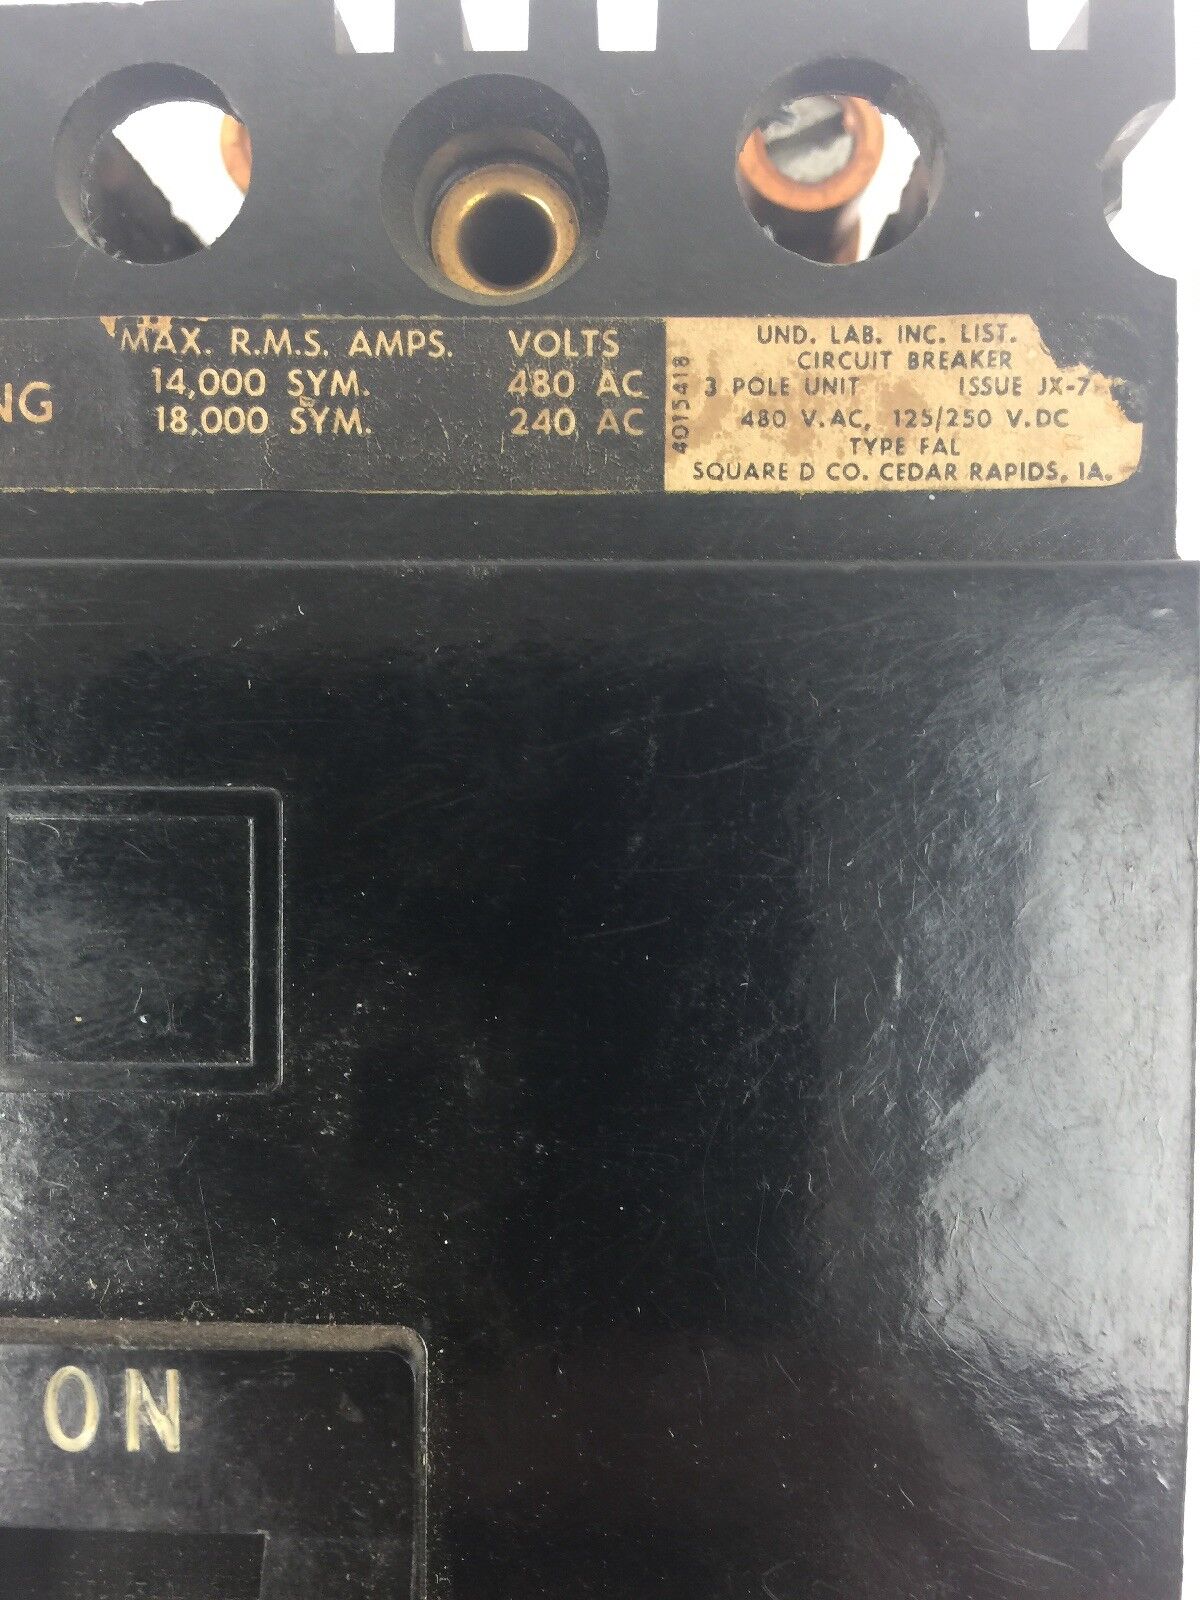 MAX. R.M.S. AMPS. VOLTS
14,000 SYM. 480 AC
NG 18,000 SYM. 240 AC
4015418
UND. LAB. INC. LIST.
CIRCUIT BREAKER
3 POLE UNIT ISSUE JX-7
480 V.AC, 125/250 V.DC
TYPE FAL
SQUARE D CO. CEDAR RAPIDS, IA.
ON